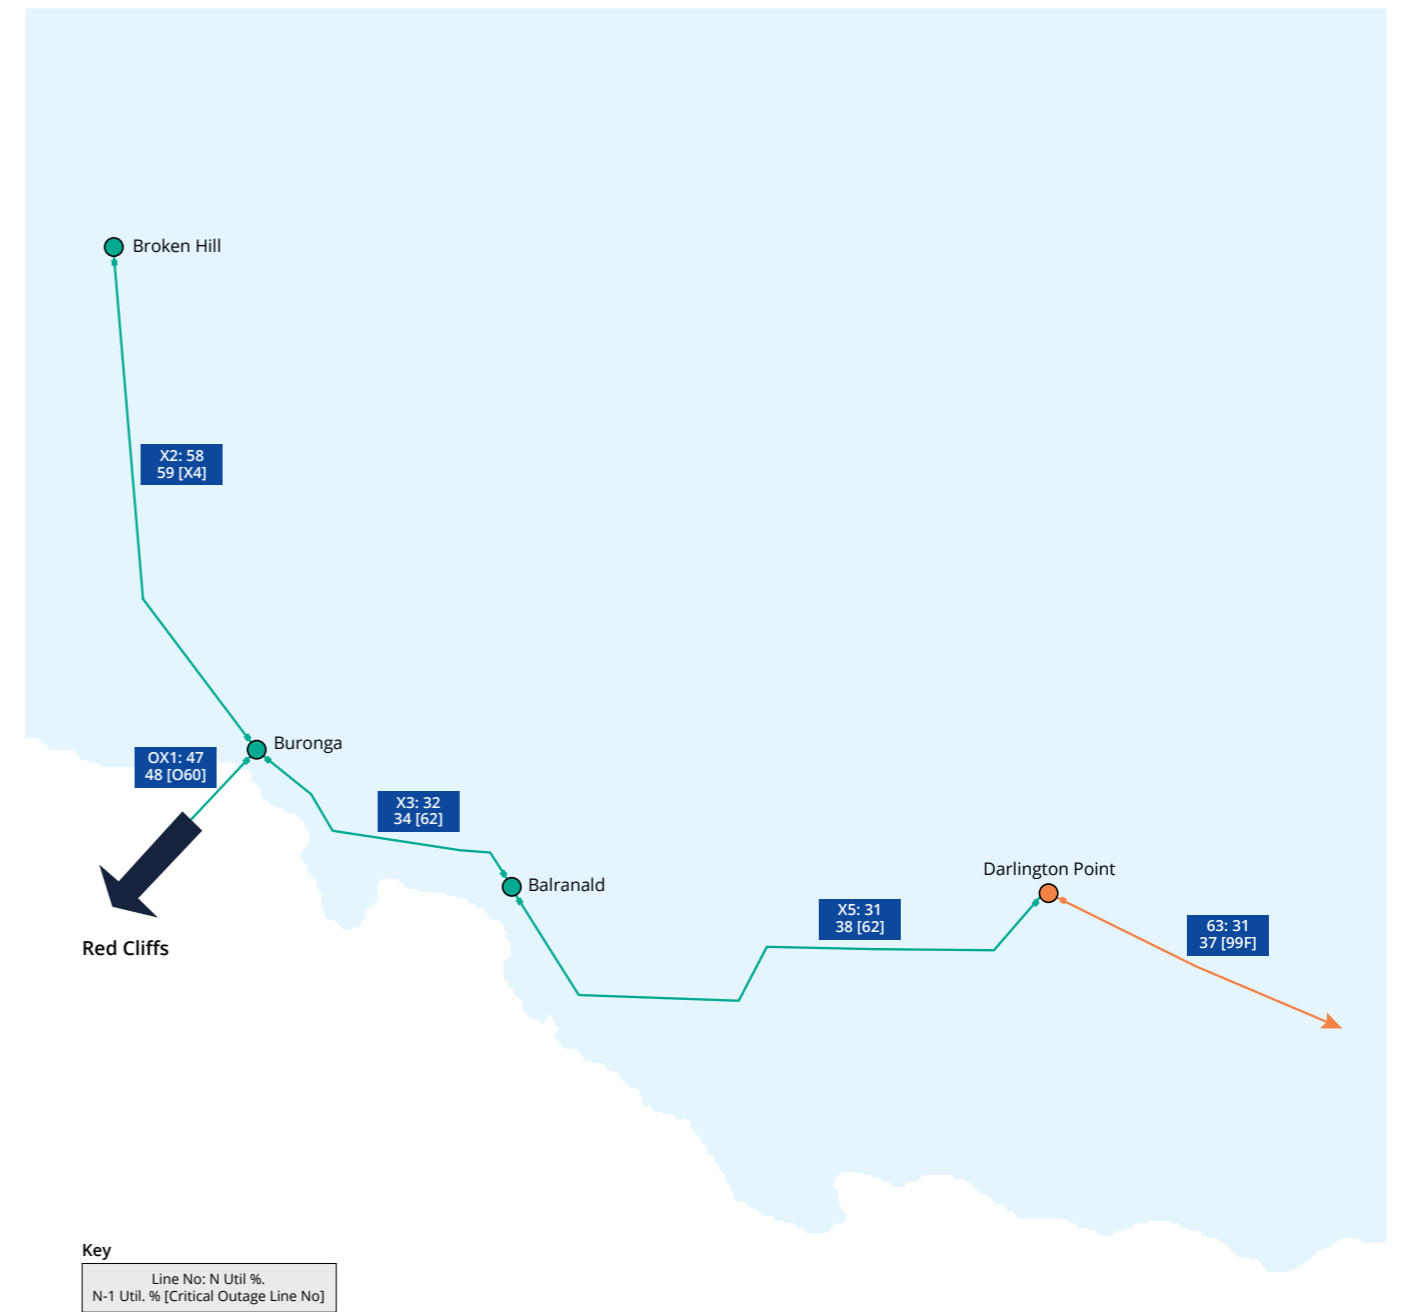 Broken Hill
X2: 58
59 [X4]
Buronga
OX1: 47
48 [O60]
X3: 32
34 [62]
Balranald
Darlington Point
X5: 31
38 [62]
63: 31
37 [99F]
Red Cliffs
Key
Line No: N Util %.
N-1 Util. % [Critical Outage Line No]